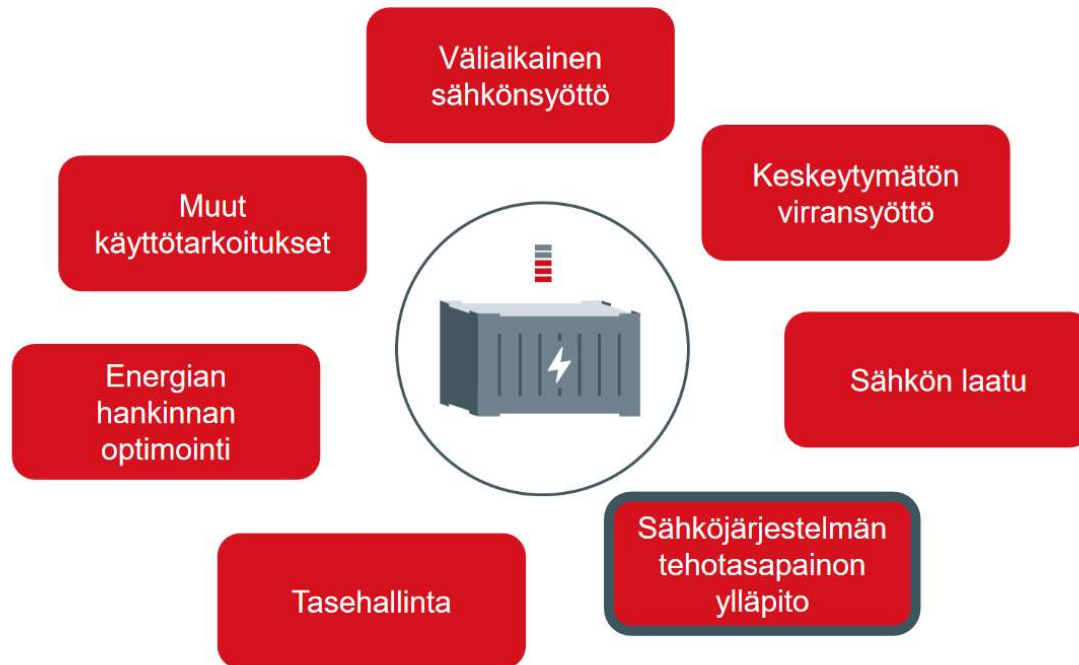 Väliaikainen
sähkönsyöttö
Keskeytymätön
virransyöttö
Muut
käyttötarkoitukset
Sähkön laatu
Energian
hankinnan
optimointi
Sähköjärjestelmän
tehotasapainon
ylläpito
Tasehallinta